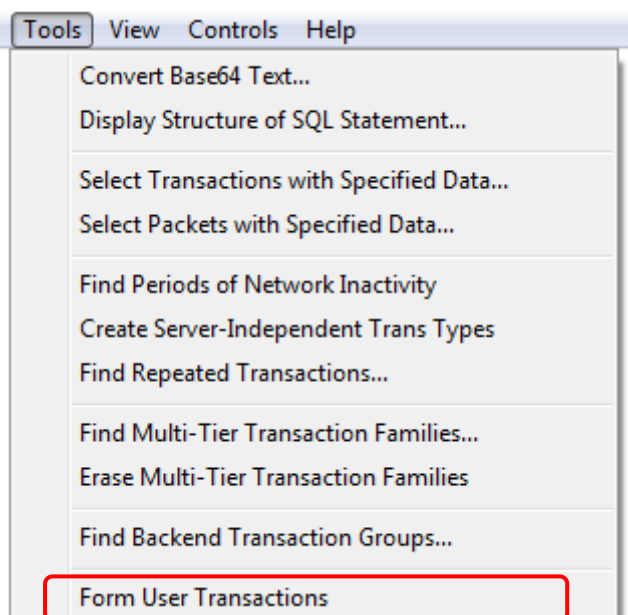 Tools View Controls Help
Convert Base64 Text...
Display Structure of SQL Statement...
Select Transactions with Specified Data...
Select Packets with Specified Data...
Find Periods of Network Inactivity
Create Server-Independent Trans Types
Find Repeated Transactions...
Find Multi-Tier Transaction Families...
Erase Multi-Tier Transaction Families
Find Backend Transaction Groups...
Form User Transactions